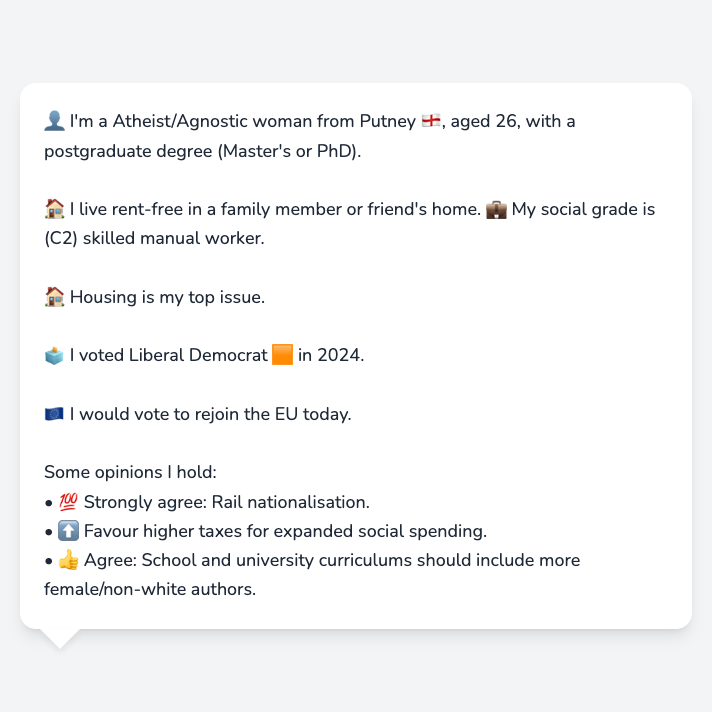 👤 I'm a Atheist/Agnostic woman from Putney 🏴󠁧󠁢󠁥󠁮󠁧󠁿, aged 26, with a
postgraduate degree (Master's or PhD).
🏠 I live rent-free in a family member or friend's home. 💼 My social grade is
(C2) skilled manual worker.
🏠 Housing is my top issue.
🗳️ I voted Liberal Democrat 🟧 in 2024.
🇪🇺 I would vote to rejoin the EU today.
Some opinions I hold:
• 💯 Strongly agree: Rail nationalisation.
• ⬆️ Favour higher taxes for expanded social spending.
• 👍 Agree: School and university curriculums should include more
female/non-white authors.